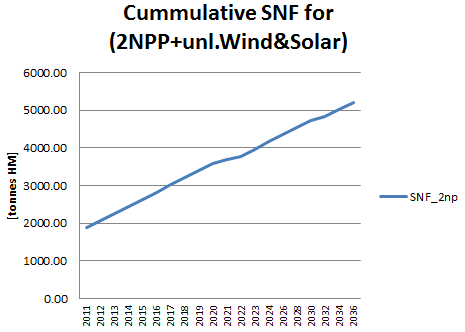 Cummulative SNF for
(2NPP+unl.Wind&Solar)
6000.00
5000.00
4000.00
3000.00
2000.00
1000.00
0.00
[tonnes HM]
SNF_2np
2011 2012 2013 2014 2015 2016 2017 2018 2019 2020 2021 2022 2023 2024 2026 2028 2030 2032 2034 2036